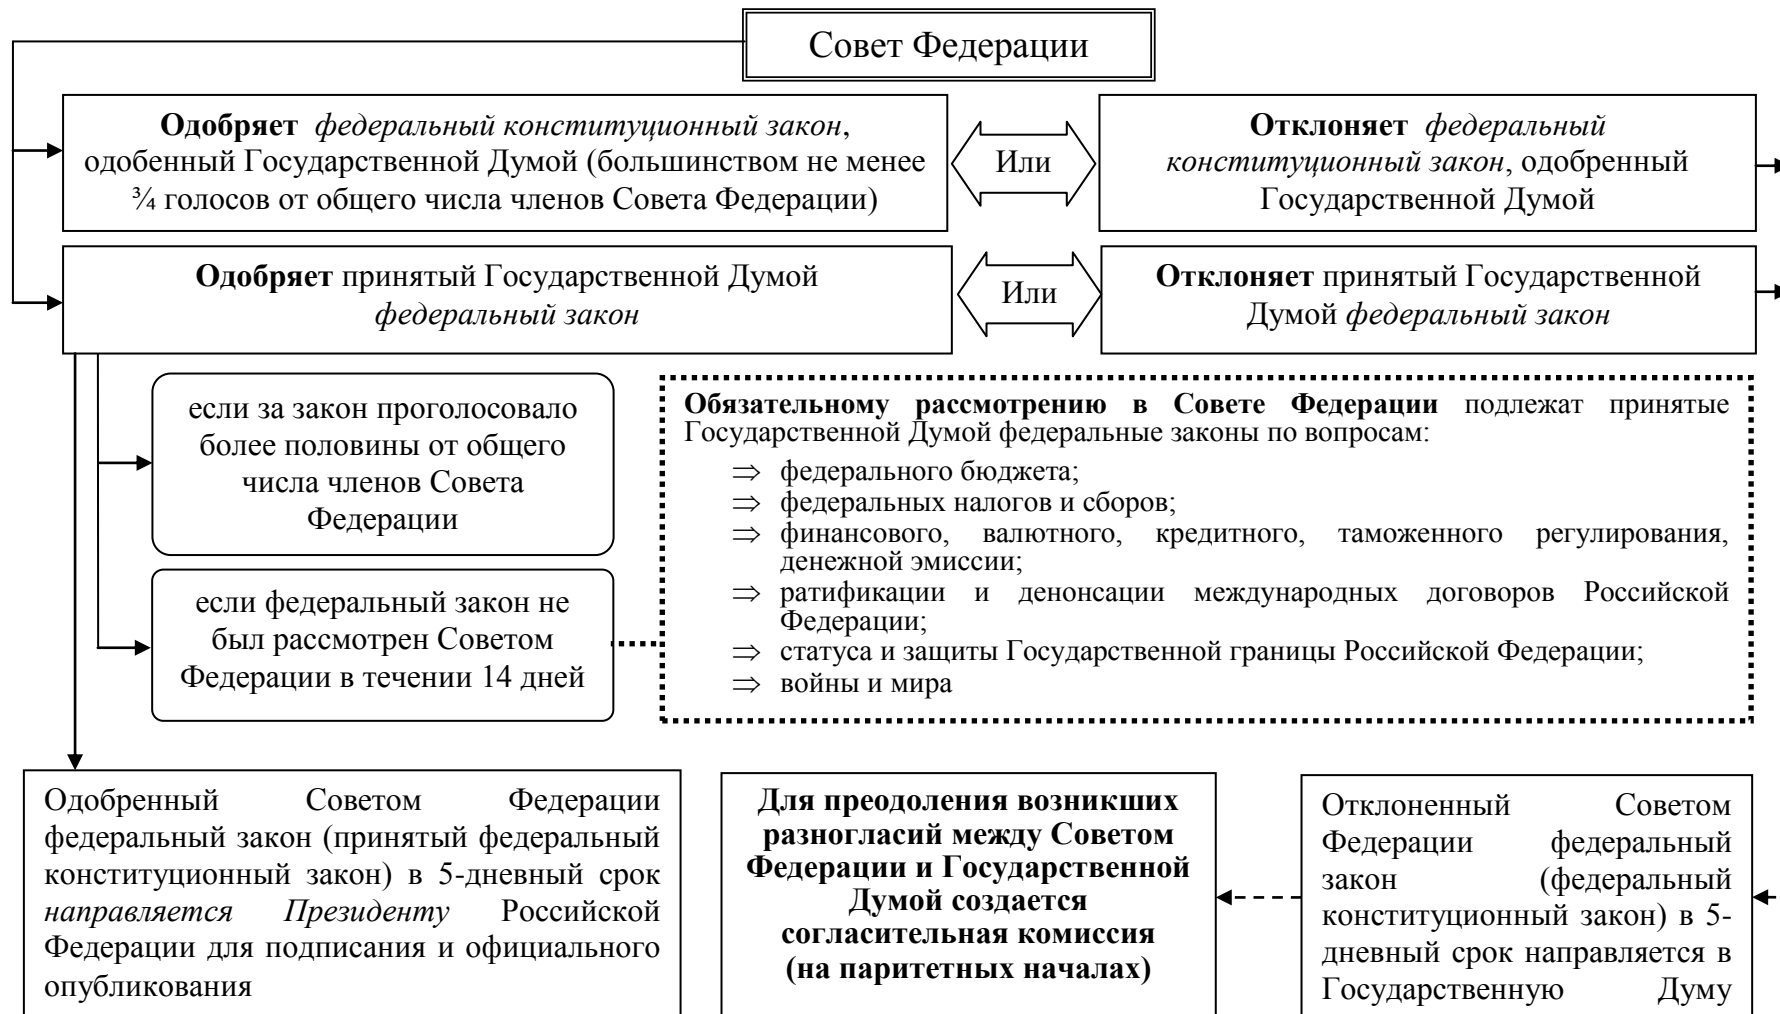 Совет Федерации
Одобряет федеральный конституционный закон,
одобенный Государственной Думой (большинством не менее
¾ голосов от общего числа членов Совета Федерации)
Или
Отклоняет федеральный
конституционный закон, одобренный
Государственной Думой
Одобряет принятый Государственной Думой
федеральный закон
Или
Отклоняет принятый Государственной
Думой федеральный закон
если за закон проголосовало
более половины от общего
числа членов Совета
Федерации
если федеральный закон не
был рассмотрен Советом
Федерации в течении 14 дней
Обязательному рассмотрению в Совете Федерации подлежат принятые
Государственной Думой федеральные законы по вопросам:
⇒ федерального бюджета;
⇒ федеральных налогов и сборов;
⇒ финансового, валютного, кредитного, таможенного регулирования,
денежной эмиссии;
⇒ ратификации и денонсации международных договоров Российской
Федерации;
⇒ статуса и защиты Государственной границы Российской Федерации;
⇒ войны и мира
Одобренный Советом Федерации
федеральный закон (принятый федеральный
конституционный закон) в 5-дневный срок
направляется Президенту Российской
Федерации для подписания и официального
опубликования
Для преодоления возникших
разногласий между Советом
Федерации и Государственной
Думой создается
согласительная комиссия
(на паритетных началах)
Отклоненный Советом
Федерации федеральный
закон (федеральный
конституционный закон) в 5-
дневный срок направляется в
Государственную Думу